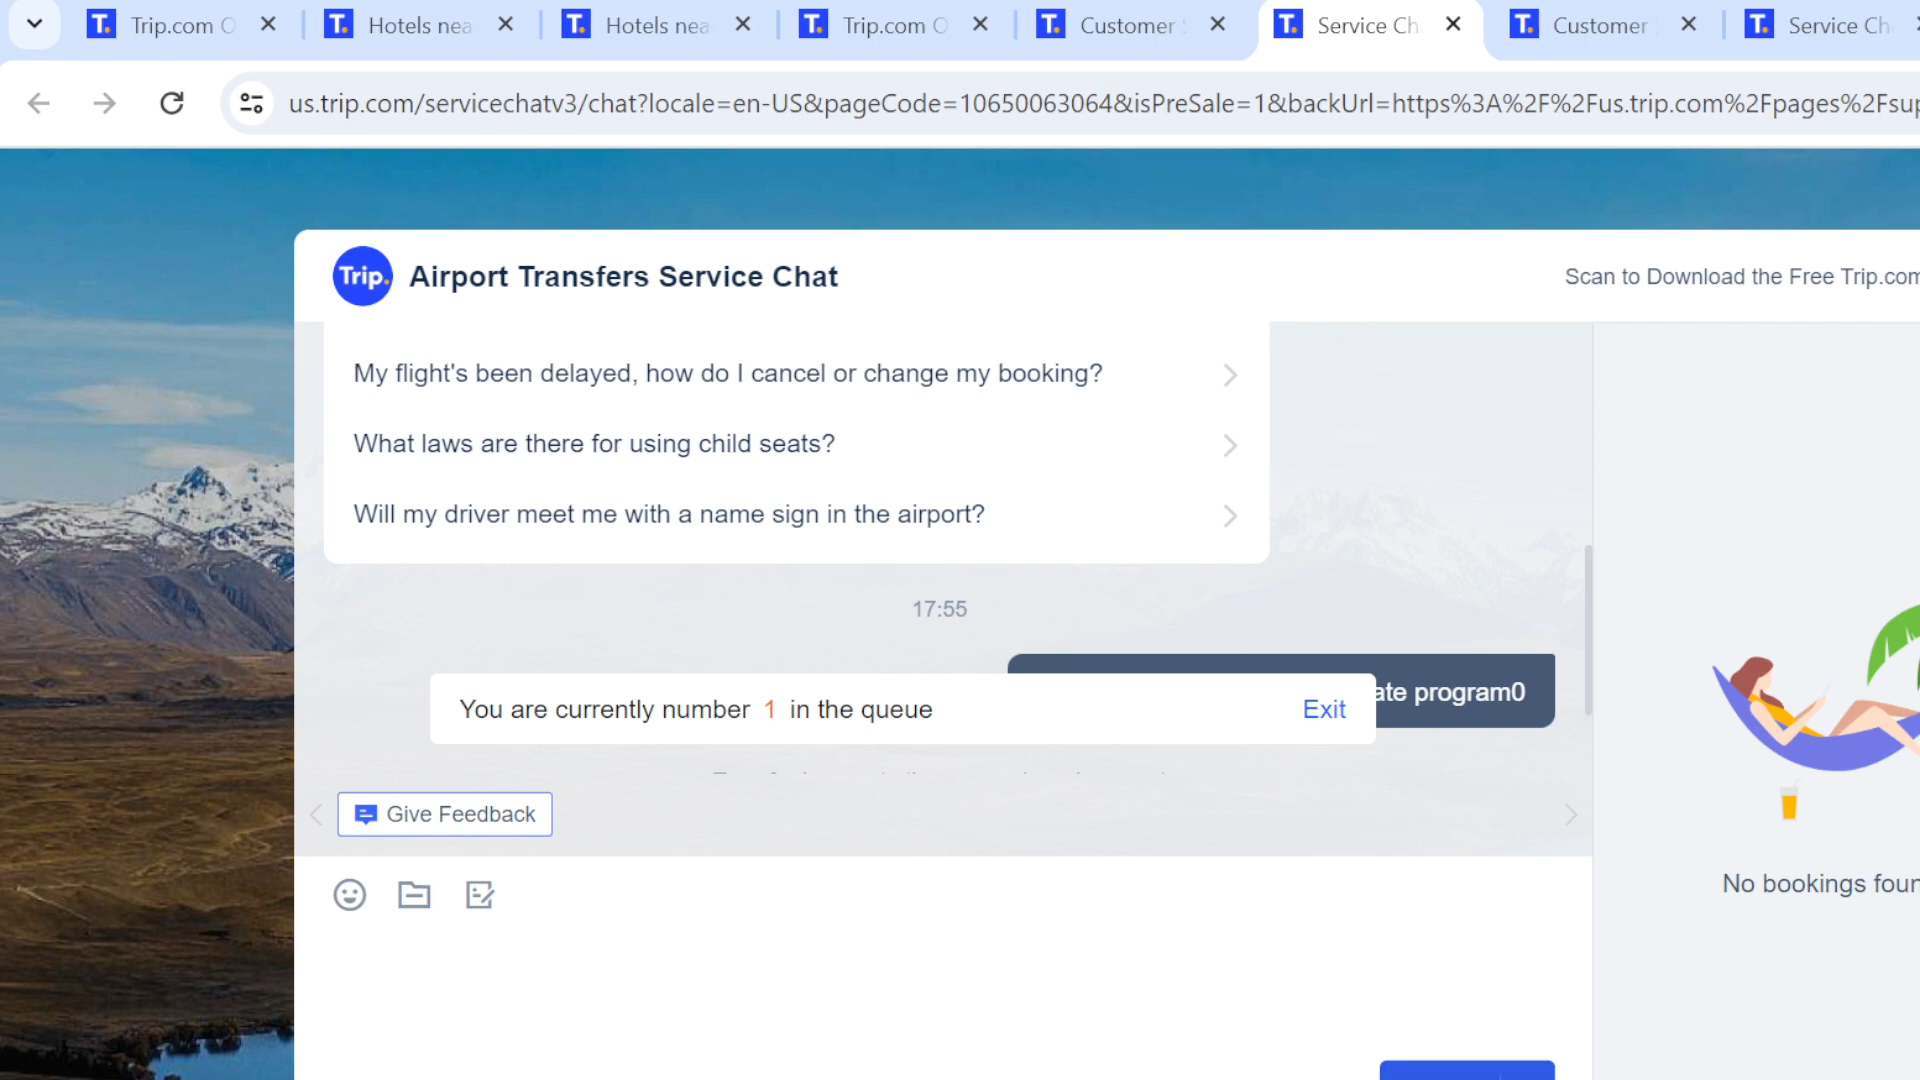 T. Trip.com
T. Hotels nea
T. Hotels nea
T. Trip.com
T. Customer
T. Service Ch
T. Customer
T. Service Ch
us.trip.com/servicechatv3/chat?locale=en-US&pageCode=10650063064&isPreSale=1&backUrl=https%3A%2F%2Fus.trip.com%2Fpages%2Fsup
Trip. Airport Transfers Service Chat
Scan to Download the Free Trip.com
My flight's been delayed, how do I cancel or change my booking?
What laws are there for using child seats?
Will my driver meet me with a name sign in the airport?
17:55
ate program0
You are currently number 1 in the queue
Exit
Give Feedback
No bookings foun